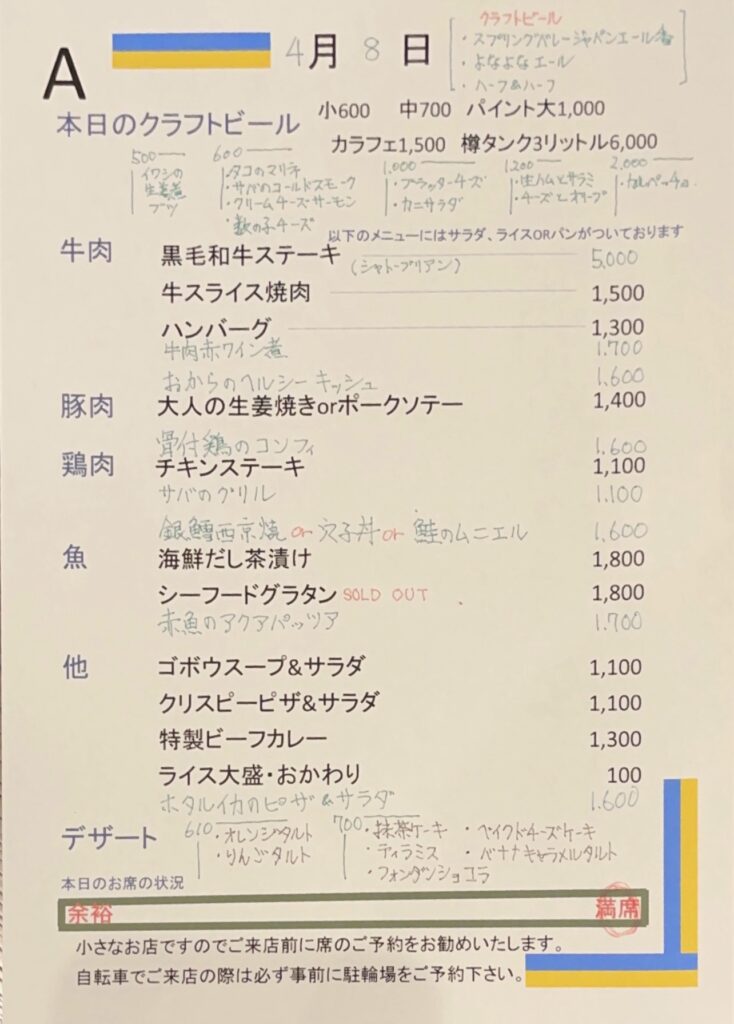 A
4月 8 日
クラフトビール
・スプリングバレージャパンエール香
・よなよなエール
・ハーフ&ハーフ
本日のクラフトビール
小600 中700 パイント大1,000
カラフェ1,500 樽タンク3リットル6,000
500
イワシの
生姜煮
600
・タコのマリネ
・サバのコールドスモーク
・クリームチーズ・サーモン
・数の子チーズ
1,000
・プラッターチーズ
・カニサラダ
1,200
・生ハムとサラミ
・チーズとオリーブ
2,000
・カルパッチョ
以下のメニューにはサラダ、ライスORパンがついております
牛肉 黒毛和牛ステーキ (シャトーブリアン) 5,000
牛スライス焼肉 1,500
ハンバーグ 1,300
牛肉赤ワイン煮 1.700
おからのヘルシーキッシュ 1.600
豚肉 大人の生姜焼きorポークソテー 1,400
骨付鶏のコンフィ 1.600
鶏肉 チキンステーキ 1,100
サバのグリル 1.100
銀鱈西京焼 or 穴子丼 or 鮭のムニエル 1.600
魚 海鮮だし茶漬け 1,800
シーフードグラタン SOLD OUT 1,800
赤魚のアクアパッツア 1.700
他 ゴボウスープ&サラダ 1,100
クリスピーピザ&サラダ 1,100
特製ビーフカレー 1,300
ライス大盛・おかわり 100
ホタルイカのピザ&サラダ 1.600
デザート
610
・オレンジタルト
・りんごタルト
700
・抹茶ケーキ ・ベイクドチーズケーキ
・ティラミス ・バナナキャラメルタルト
・フォンダンショコラ
本日のお席の状況
余裕 満席
小さなお店ですのでご来店前に席のご予約をお勧めいたします。
自転車でご来店の際は必ず事前に駐輪場をご予約下さい。